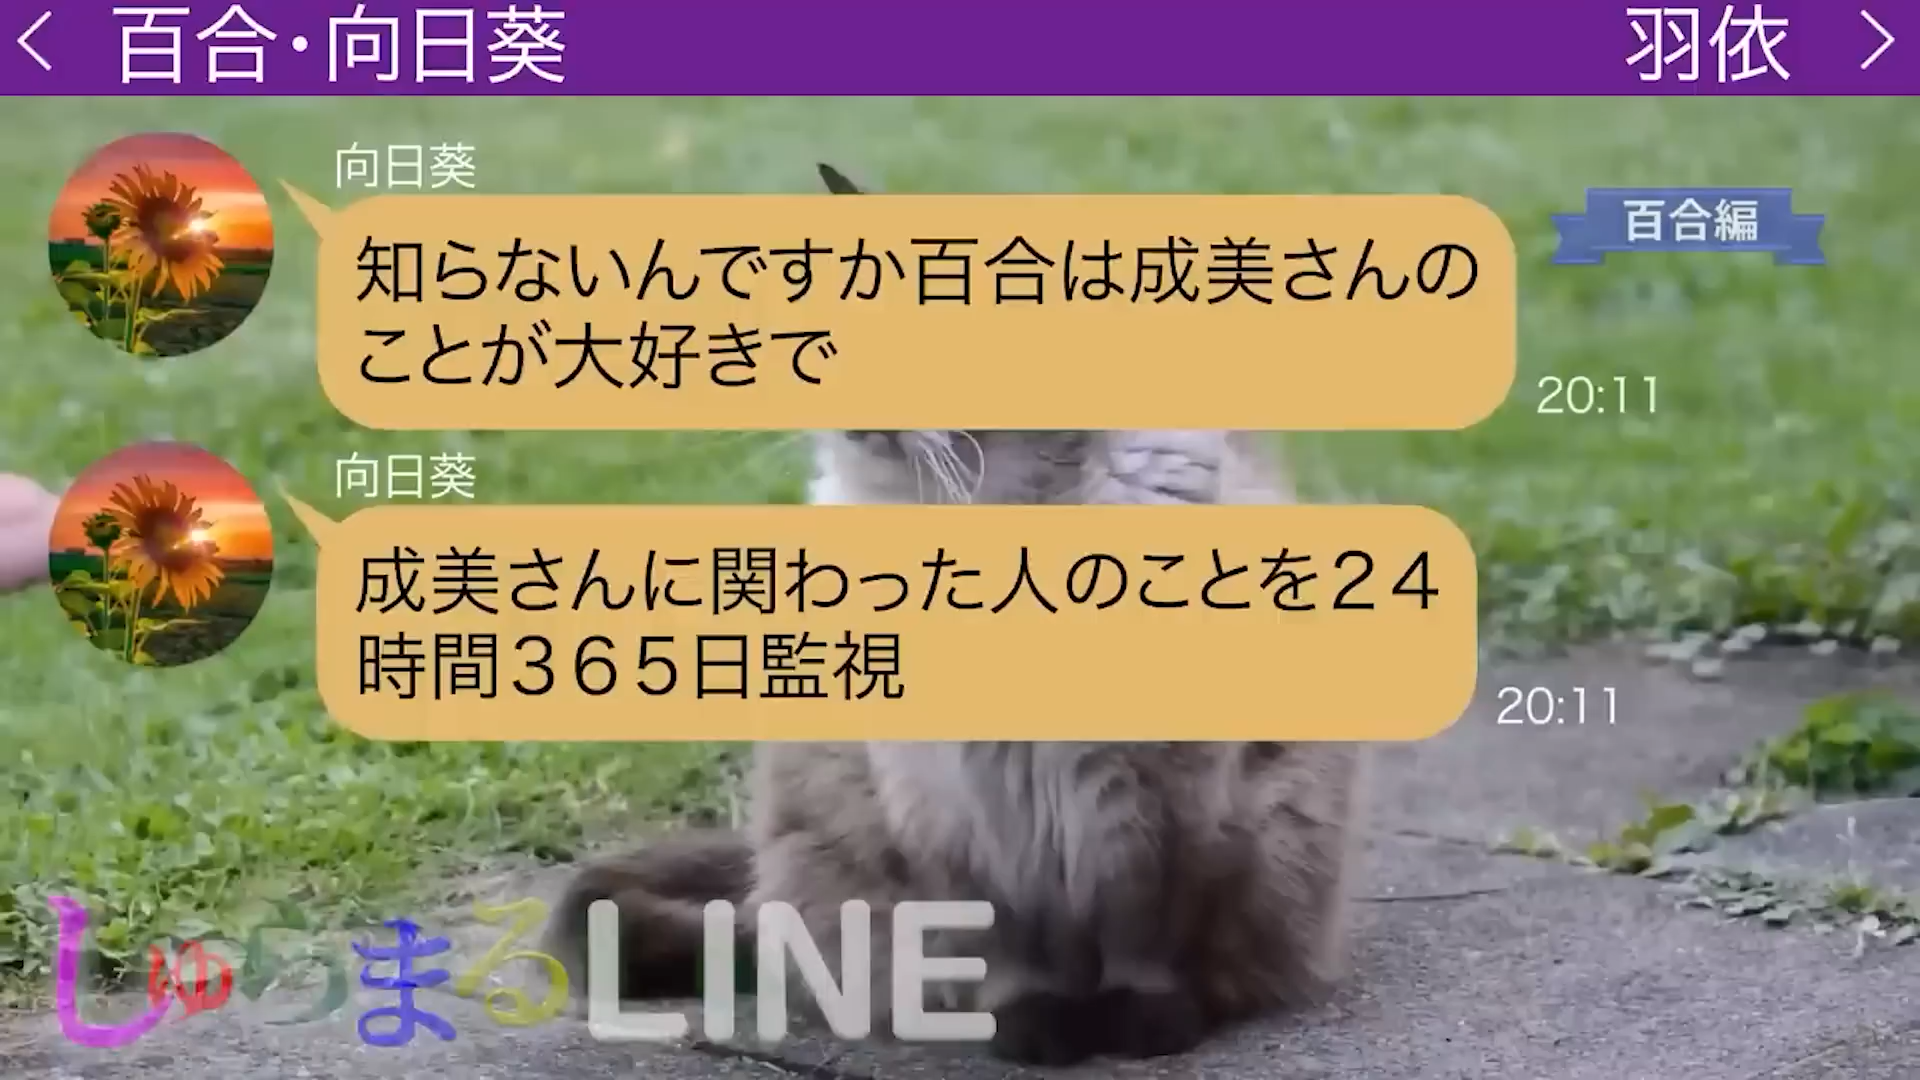 百合・向日葵
羽依
向日葵
百合編
知らないんですか百合は成美さんの
ことが大好きで
20:11
向日葵
成美さんに関わった人のことを２４
時間３６５日監視
20:11
しゅらまるLINE